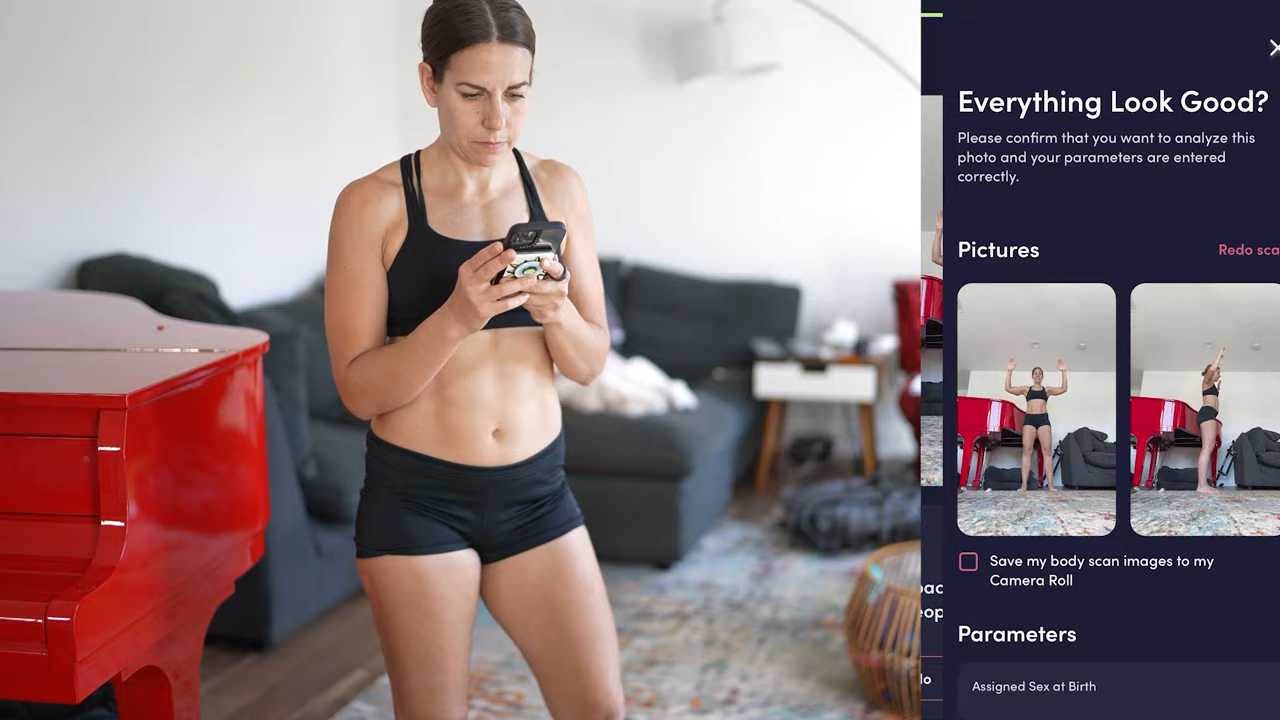 Everything Look Good?
Please confirm that you want to analyze this
photo and your parameters are entered
correctly.
Pictures
Redo
Save my body scan images to my
Camera Roll
Parameters
Assigned Sex at Birth